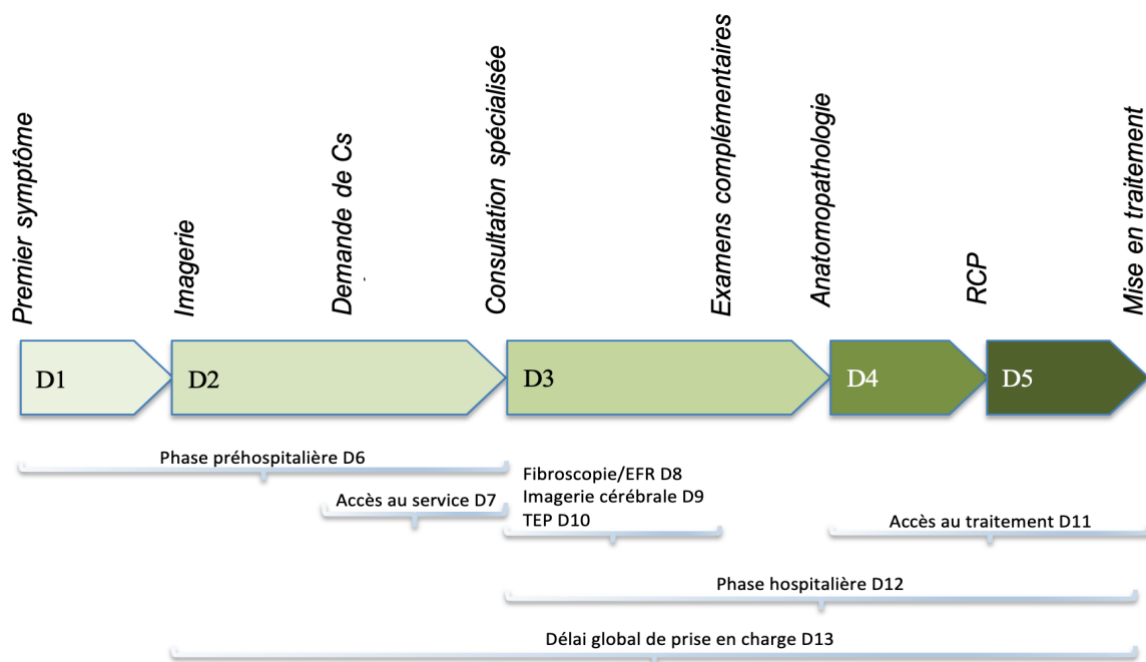 Premier symptôme
Imagerie
Demande de Cs
Consultation spécialisée
Examens complémentaires
Anatomopathologie
RCP
Mise en traitement
D1
D2
D3
D4
D5
Phase préhospitalière D6
Accès au service D7
Fibroscopie/EFR D8
Imagerie cérébrale D9
TEP D10
Accès au traitement D11
Phase hospitalière D12
Délai global de prise en charge D13